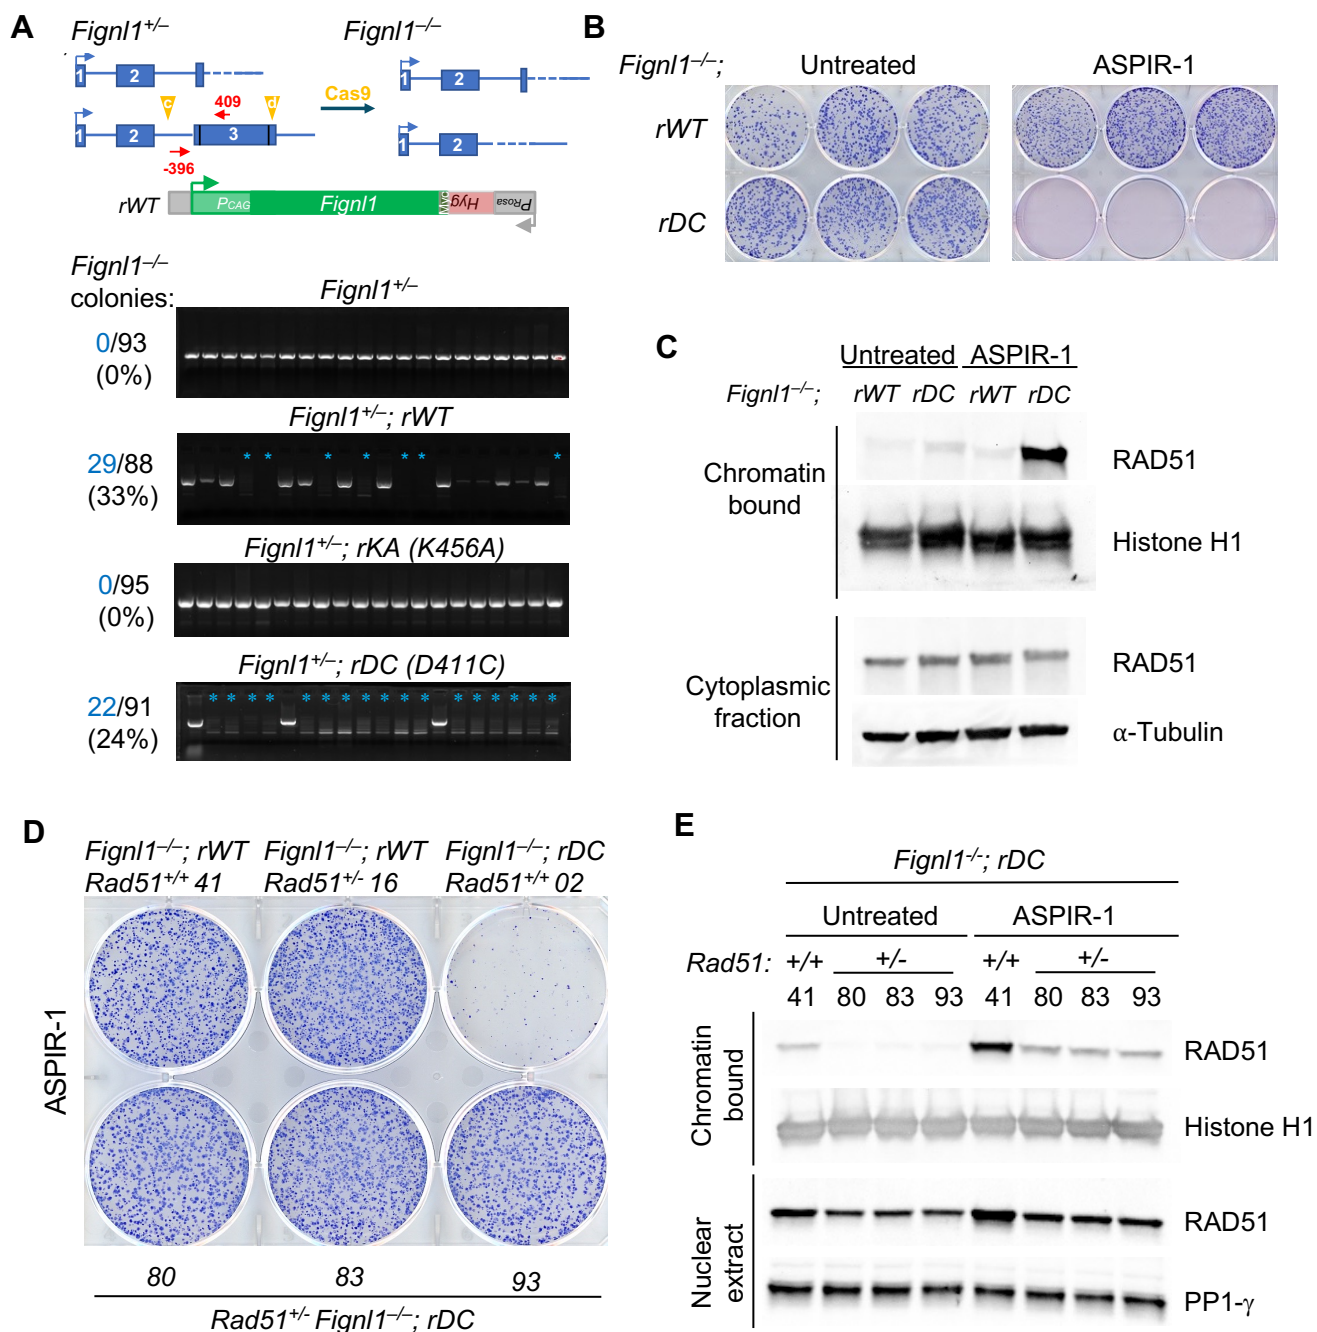 A
Fignl1+/– Fignl1–/–
1 2
1 2
c 409 d
Cas9
1 2 3
1 2
-396
rWT PCAG Fignl1 MYC Hyg PRosa
Fignl1–/–
colonies:
Fignl1+/–
0/93
(0%)
Fignl1+/–; rWT
* * * * * * *
29/88
(33%)
Fignl1+/–; rKA (K456A)
0/95
(0%)
Fignl1+/–; rDC (D411C)
* * * * * * * * * * * * * * * * *
22/91
(24%)
B
Fignl1–/–; Untreated ASPIR-1
rWT
rDC
C
Untreated ASPIR-1
Fignl1–/–; rWT rDC rWT rDC
Chromatin
bound
RAD51
Histone H1
Cytoplasmic
fraction
RAD51
α-Tubulin
D
Fignl1–/–; rWT Fignl1–/–; rWT Fignl1–/–; rDC
Rad51+/+ 41 Rad51+/- 16 Rad51+/+ 02
ASPIR-1
80 83 93
Rad51+/- Fignl1–/–; rDC
E
Fignl1-/-; rDC
Untreated ASPIR-1
Rad51: +/+ +/- +/+ +/-
41 80 83 93 41 80 83 93
Chromatin
bound
RAD51
Histone H1
Nuclear
extract
RAD51
PP1-γ